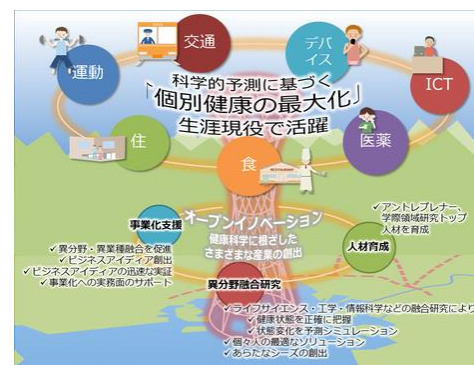 交通
デバ
イス
運動
ICT
科学的予測に基づく
「個別健康の最大化」
生涯現役で活躍
住
医薬
食
RESTAURANT
オープンイノベーション
健康科学に根ざした
さまざまな産業の創出
事業化支援
✓異分野・異業種融合を促進
✓ビジネスアイディア創出
✓ビジネスアイディアの迅速な実証
✓事業化への実務面のサポート
✓アントレプレナー、
学際領域研究トップ
人材を育成
人材育成
異分野融合研究
✓ライフサイエンス・工学・情報科学などの融合研究により
✓健康状態を正確に把握
✓状態変化を予測シミュレーション
✓個々人の最適なソリューション
✓あらたなシーズの創出